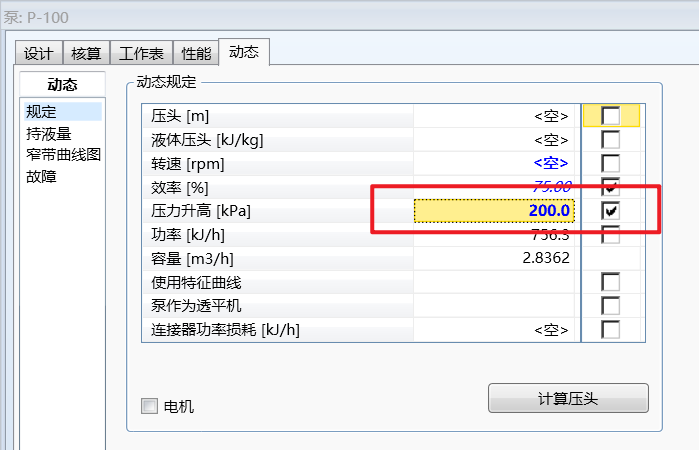 泵: P-100
设计 核算 工作表 性能 动态
动态
规定
持液量
窄带曲线图
故障
动态规定
压头 [m] <空>
液体压头 [kJ/kg] <空>
转速 [rpm] <空>
效率 [%] 75.00
压力升高 [kPa] 200.0
功率 [kJ/h] 756.3
容量 [m3/h] 2.8362
使用特征曲线
泵作为透平机
连接器功率损耗 [kJ/h] <空>
电机
计算压头